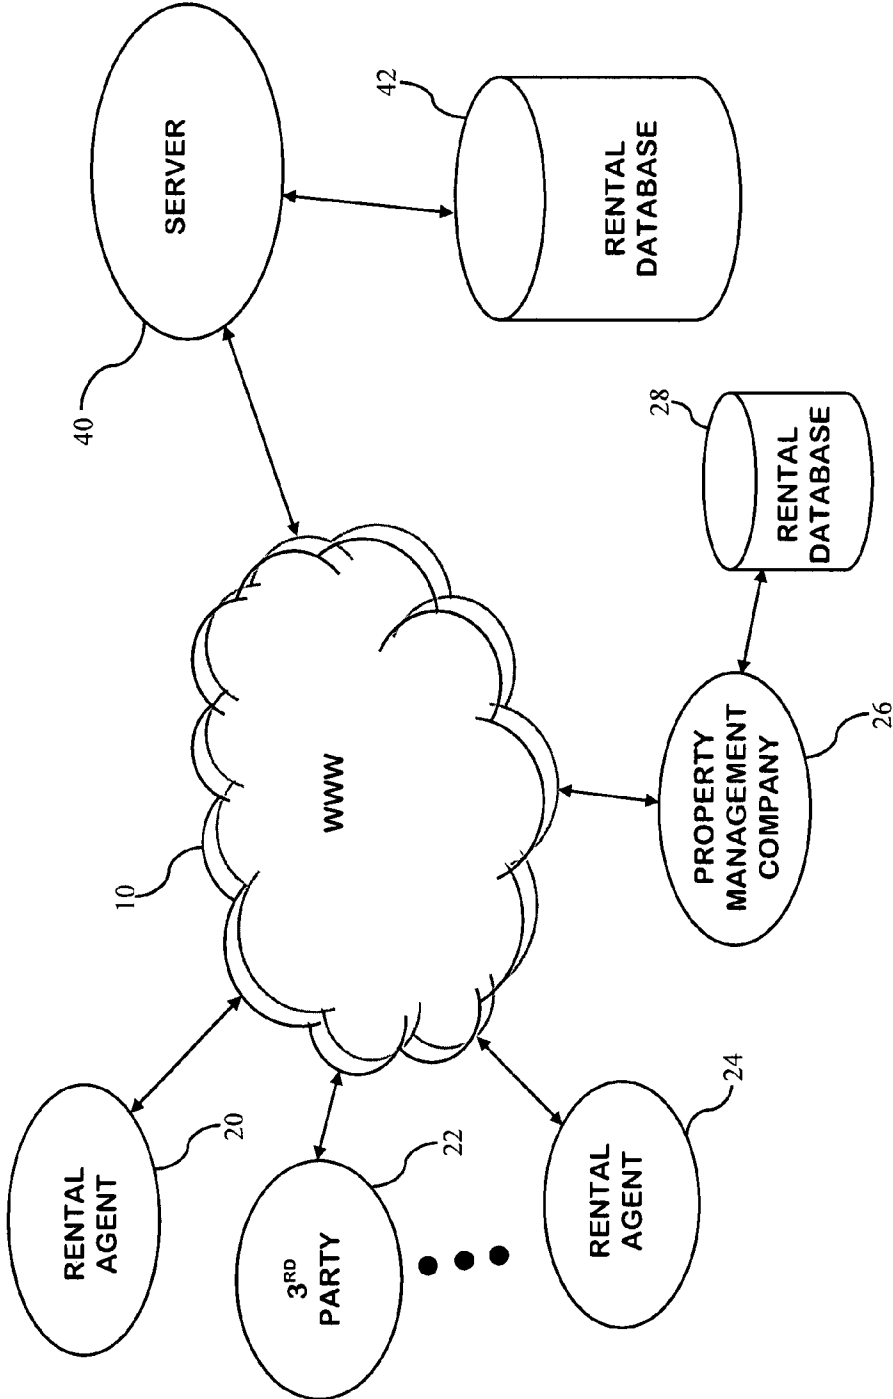 RENTAL
AGENT
20
3RD
PARTY
22
RENTAL
AGENT
24
10
WWW
PROPERTY
MANAGEMENT
COMPANY
26
RENTAL
DATABASE
28
SERVER
40
RENTAL
DATABASE
42